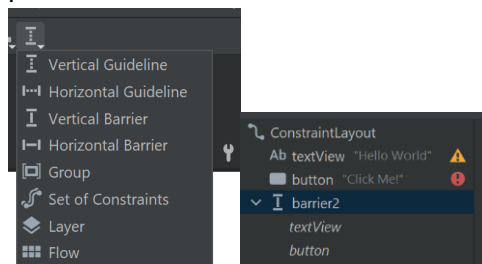 Vertical Guideline
Horizontal Guideline
Vertical Barrier
Horizontal Barrier
Group
Set of Constraints
Layer
Flow
ConstraintLayout
Ab textView "Hello World"
button "Click Me!"
barrier2
textView
button